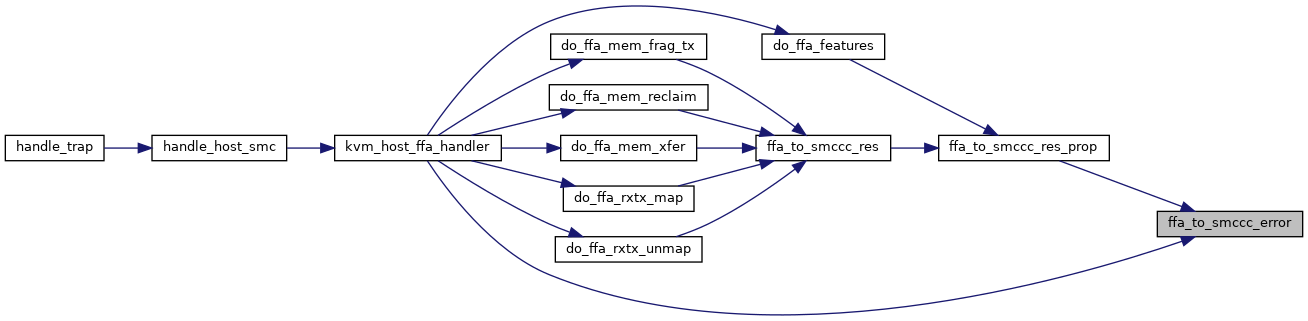 handle_trap
handle_host_smc
kvm_host_ffa_handler
do_ffa_mem_frag_tx
do_ffa_mem_reclaim
do_ffa_mem_xfer
do_ffa_rxtx_map
do_ffa_rxtx_unmap
do_ffa_features
ffa_to_smccc_res
ffa_to_smccc_res_prop
ffa_to_smccc_error